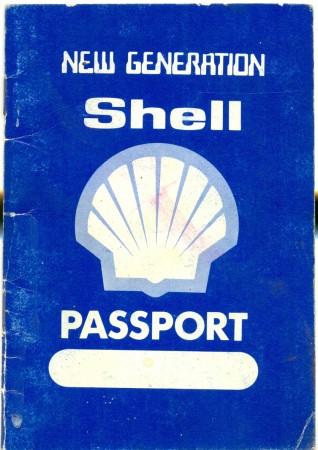 NEW GENERATION
Shell
PASSPORT